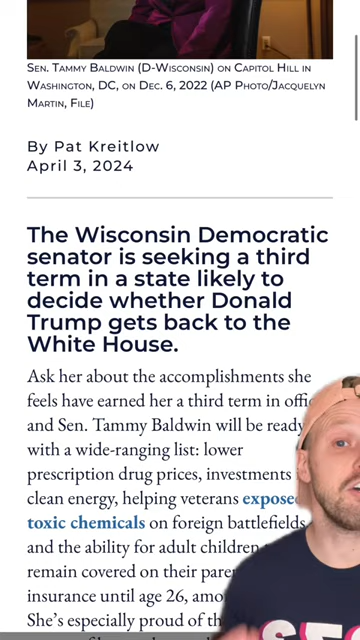 Sen. Tammy Baldwin (D-Wisconsin) on Capitol Hill in
Washington, DC, on Dec. 6, 2022 (AP Photo/Jacquelyn
Martin, File)
By Pat Kreitlow
April 3, 2024
The Wisconsin Democratic
senator is seeking a third
term in a state likely to
decide whether Donald
Trump gets back to the
White House.
Ask her about the accomplishments she
feels have earned her a third term in offic
and Sen. Tammy Baldwin will be ready
with a wide-ranging list: lower
prescription drug prices, investments
clean energy, helping veterans expose
toxic chemicals on foreign battlefields
and the ability for adult children
remain covered on their pare
insurance until age 26, amo
She's especially proud of th